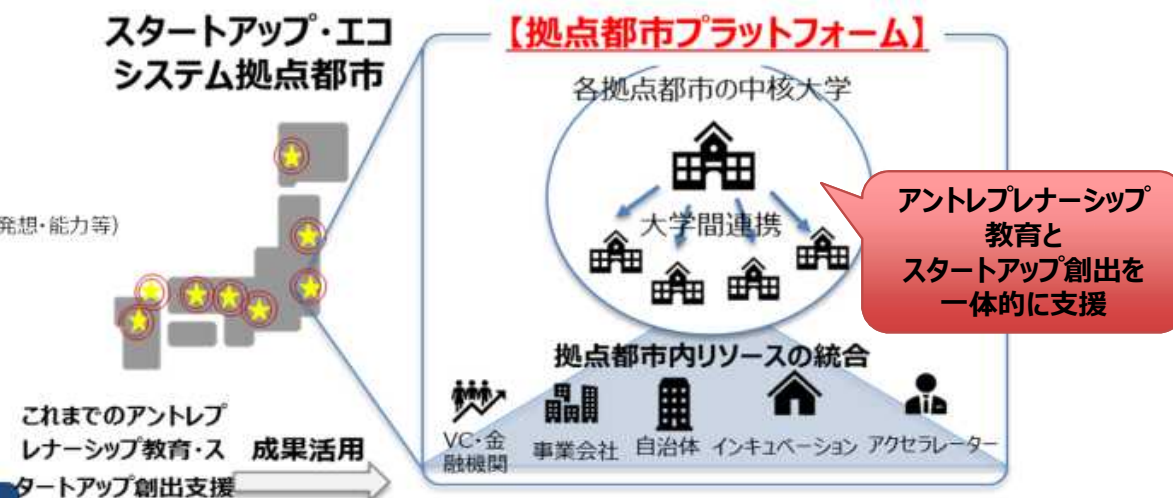 スタートアップ・エコ
システム拠点都市
発想・能力等)
これまでのアントレプ
レナーシップ教育・ス
タートアップ創出支援
成果活用
【拠点都市プラットフォーム】
各拠点都市の中核大学
大学間連携
アントレプレナーシップ
教育と
スタートアップ創出を
一体的に支援
拠点都市内リソースの統合
VC・金
融機関
事業会社
自治体
インキュベーション
アクセラレーター